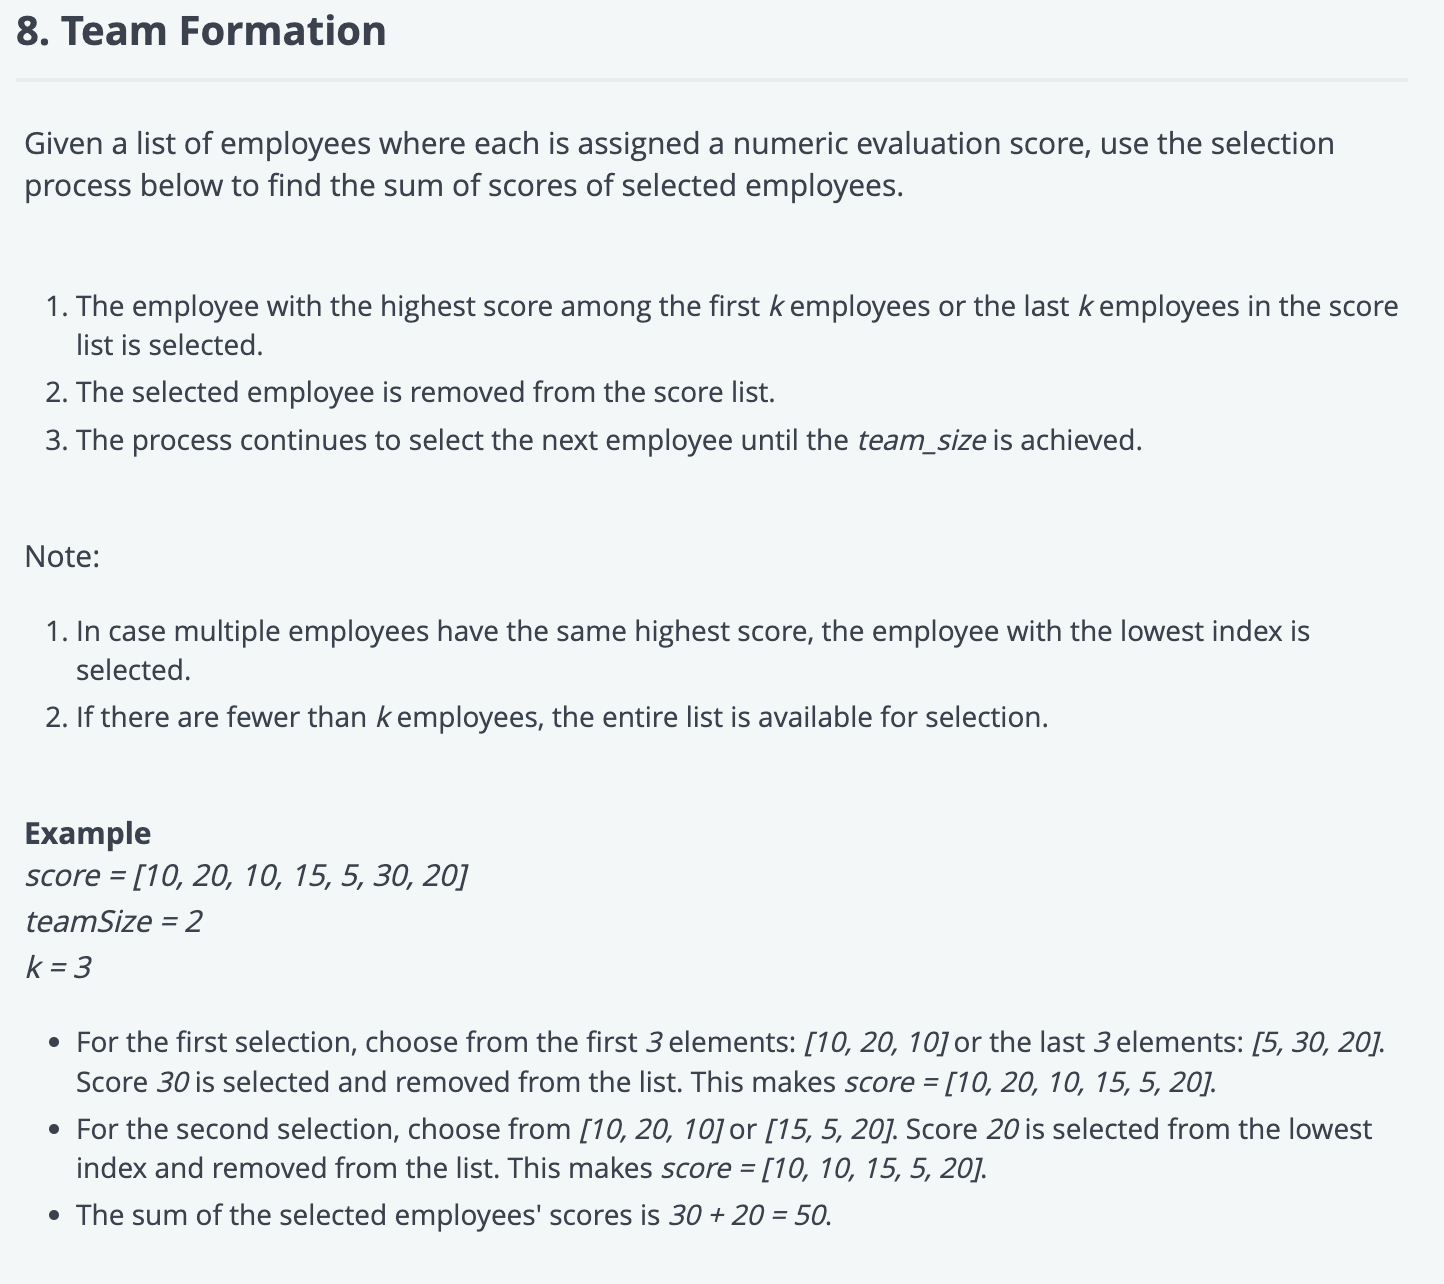 8. Team Formation
Given a list of employees where each is assigned a numeric evaluation score, use the selection
process below to find the sum of scores of selected employees.
1. The employee with the highest score among the first k employees or the last k employees in the score
list is selected.
2. The selected employee is removed from the score list.
3. The process continues to select the next employee until the team_size is achieved.
Note:
1. In case multiple employees have the same highest score, the employee with the lowest index is
selected.
2. If there are fewer than k employees, the entire list is available for selection.
Example
score = [10, 20, 10, 15, 5, 30, 20]
teamSize = 2
k = 3
• For the first selection, choose from the first 3 elements: [10, 20, 10] or the last 3 elements: [5, 30, 20].
Score 30 is selected and removed from the list. This makes score = [10, 20, 10, 15, 5, 20].
• For the second selection, choose from [10, 20, 10] or [15, 5, 20]. Score 20 is selected from the lowest
index and removed from the list. This makes score = [10, 10, 15, 5, 20].
• The sum of the selected employees' scores is 30 + 20 = 50.